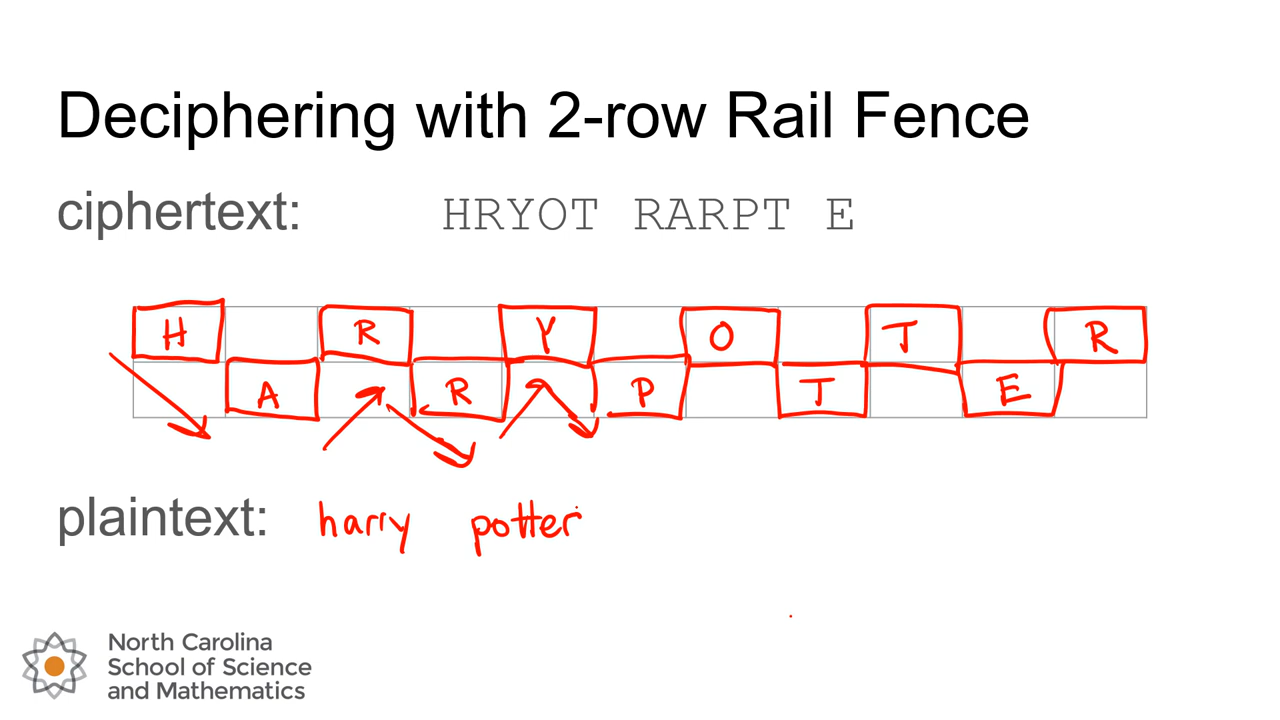 Deciphering with 2-row Rail Fence
ciphertext: HRYOT RARPT E
H R Y O T R
A R P T E
plaintext: harry potter
North Carolina
School of Science
and Mathematics